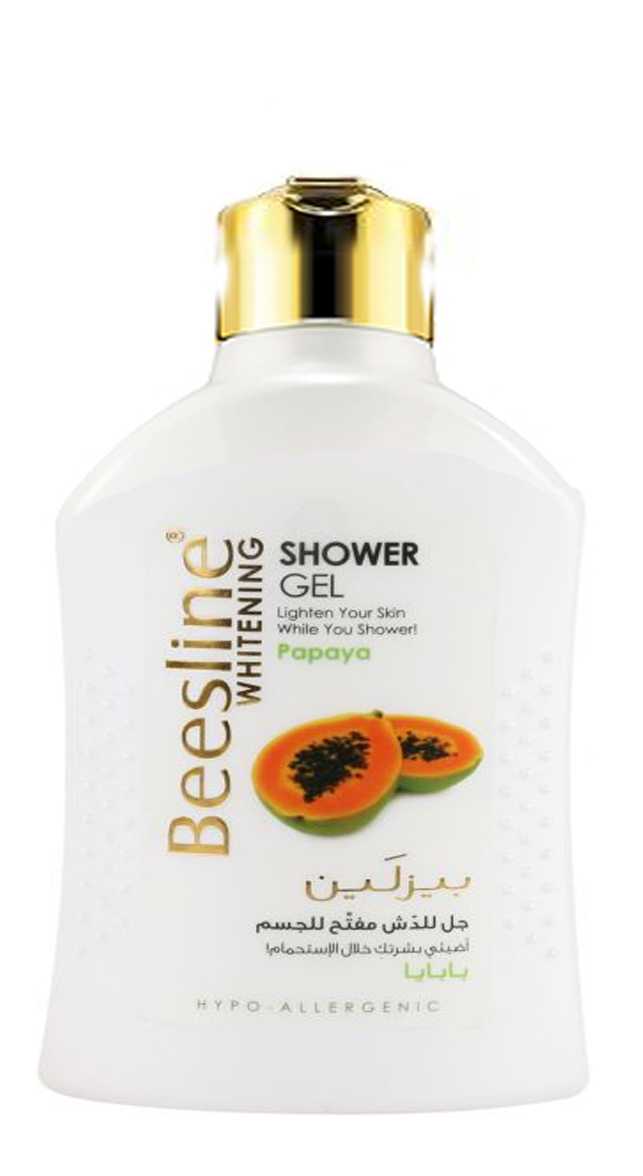 Beesline®
WHITENING
SHOWER
GEL
Lighten Your Skin
While You Shower!
Papaya
بيزلَين
جل للدّش مفتّح للجسم
أضيئي بشرتكِ خلال الإستحمام!
بابايا
HYPO-ALLERGENIC